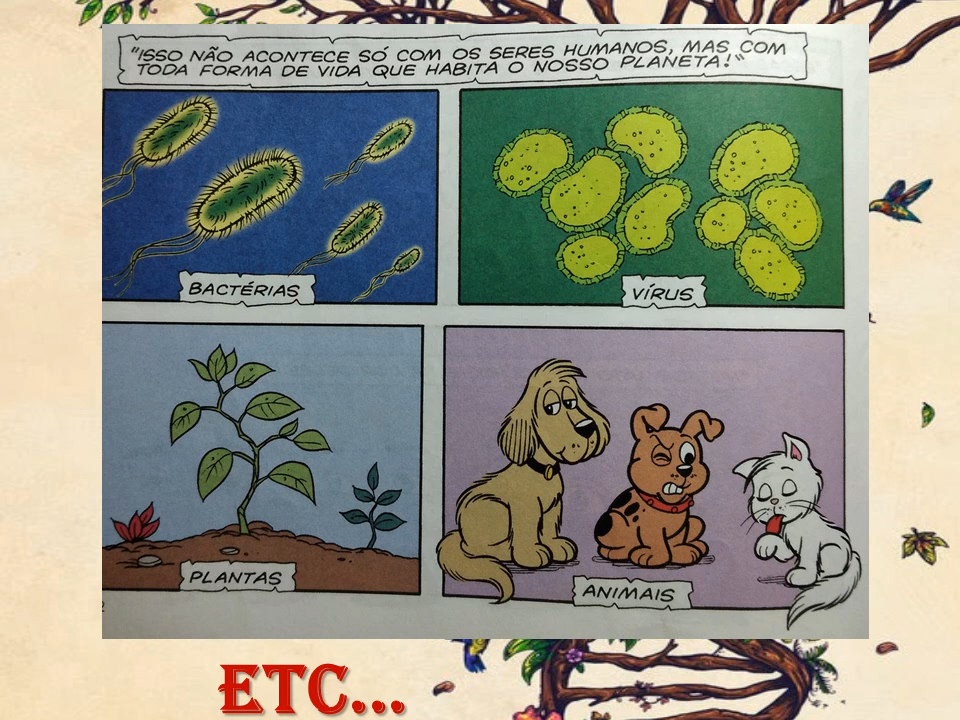 "ISSO NÃO ACONTECE SÓ COM OS SERES HUMANOS, MAS COM
TODA FORMA DE VIDA QUE HABITA O NOSSO PLANETA!"
BACTÉRIAS
VÍRUS
PLANTAS
ANIMAIS
ETC...